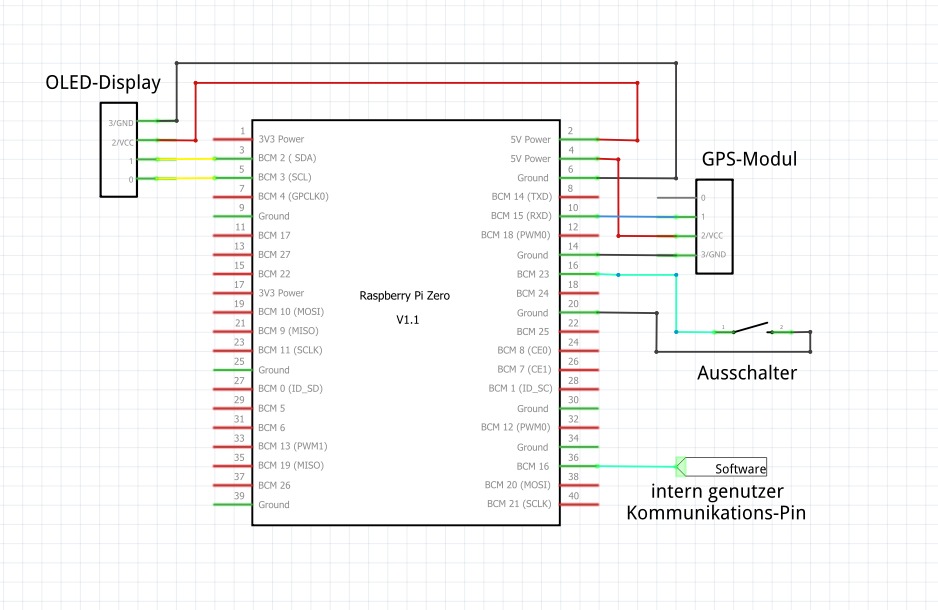 OLED-Display
3/GND
2/VCC
1
0
1
3V3 Power
3
BCM 2 ( SDA)
5
BCM 3 (SCL)
7
BCM 4 (GPCLK0)
9
Ground
11
BCM 17
13
BCM 27
15
BCM 22
17
3V3 Power
19
BCM 10 (MOSI)
21
BCM 9 (MISO)
23
BCM 11 (SCLK)
25
Ground
27
BCM 0 (ID_SD)
29
BCM 5
31
BCM 6
33
BCM 13 (PWM1)
35
BCM 19 (MISO)
37
BCM 26
39
Ground
Raspberry Pi Zero
V1.1
2
5V Power
4
5V Power
6
Ground
8
BCM 14 (TXD)
10
BCM 15 (RXD)
12
BCM 18 (PWM0)
14
Ground
16
BCM 23
18
BCM 24
20
Ground
22
BCM 25
24
BCM 8 (CE0)
26
BCM 7 (CE1)
28
BCM 1 (ID_SC)
30
Ground
32
BCM 12 (PWM0)
34
Ground
36
BCM 16
38
BCM 20 (MOSI)
40
BCM 21 (SCLK)
GPS-Modul
0
1
2/VCC
3/GND
1
2
Ausschalter
Software
intern genutzer
Kommunikations-Pin